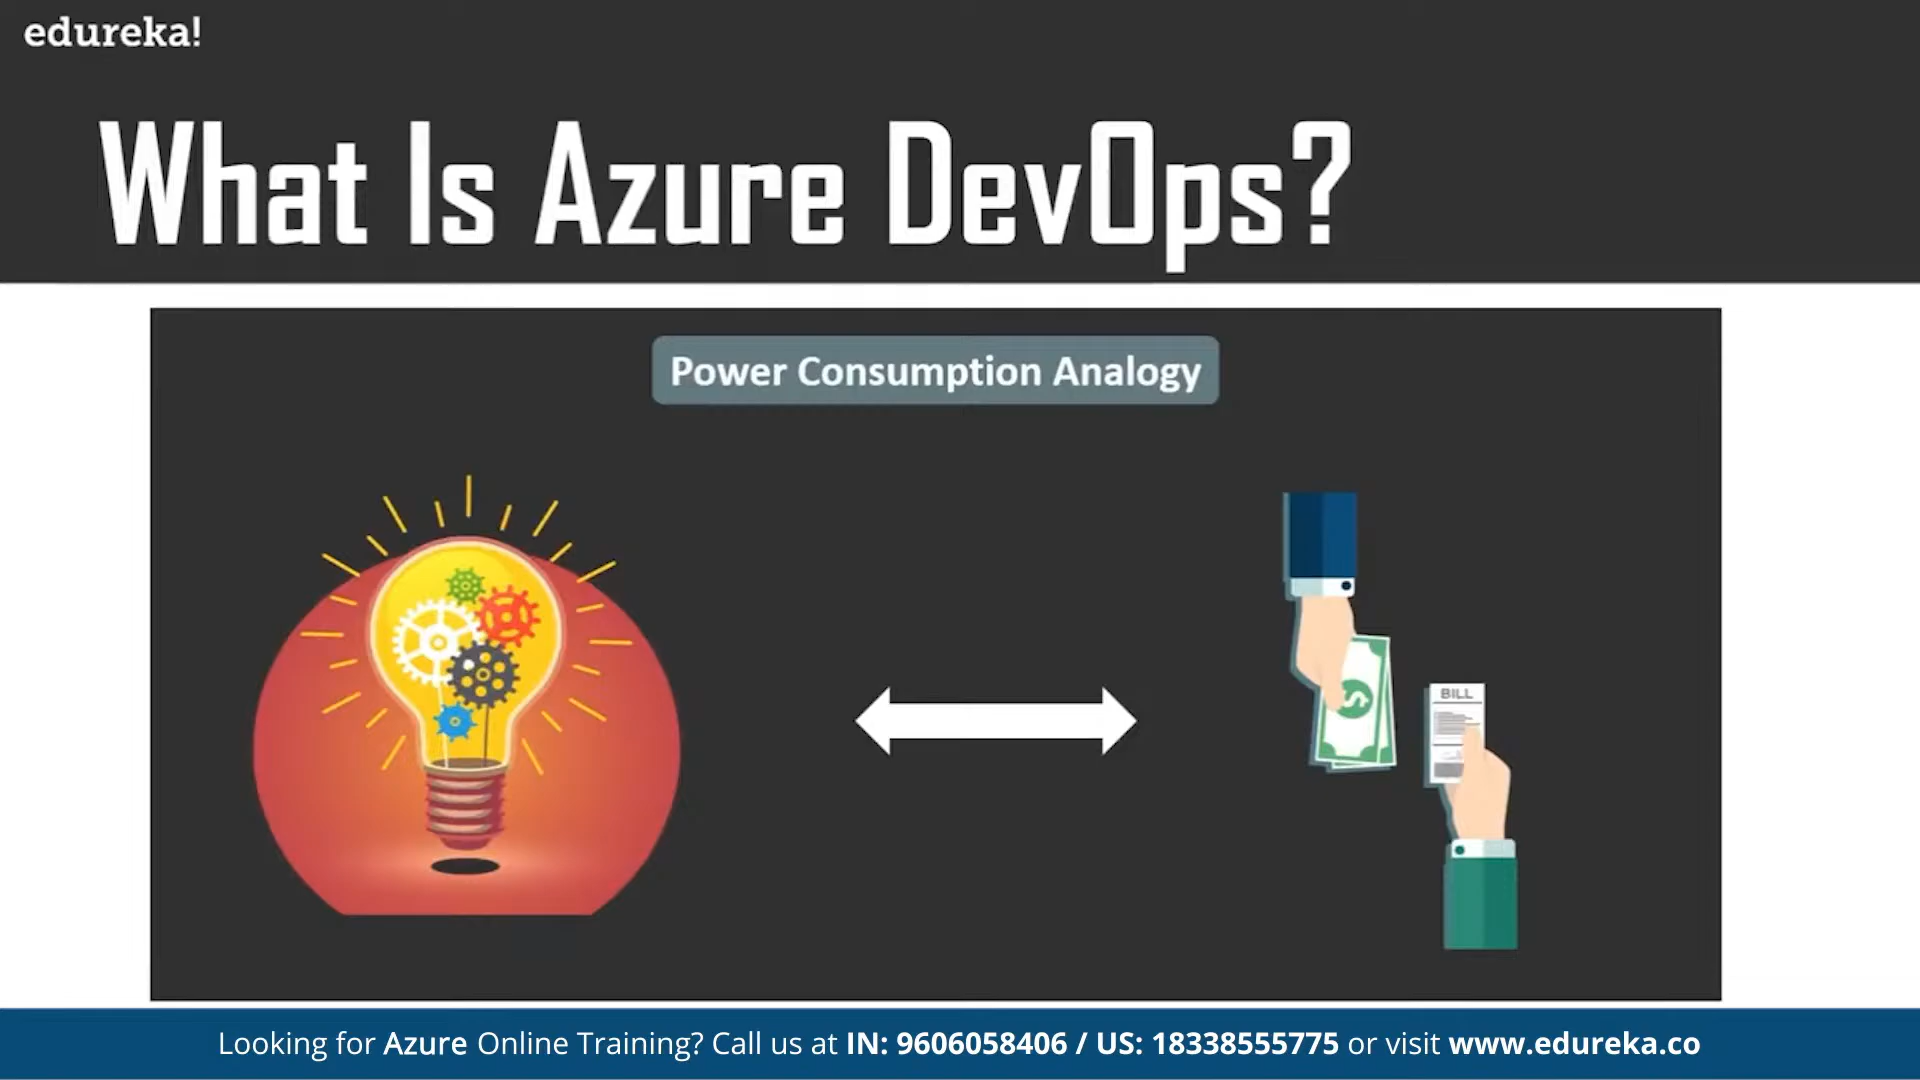 edureka!
What Is Azure DevOps?
Power Consumption Analogy
BILL
Looking for Azure Online Training? Call us at IN: 9606058406 / US: 18338555775 or visit www.edureka.co